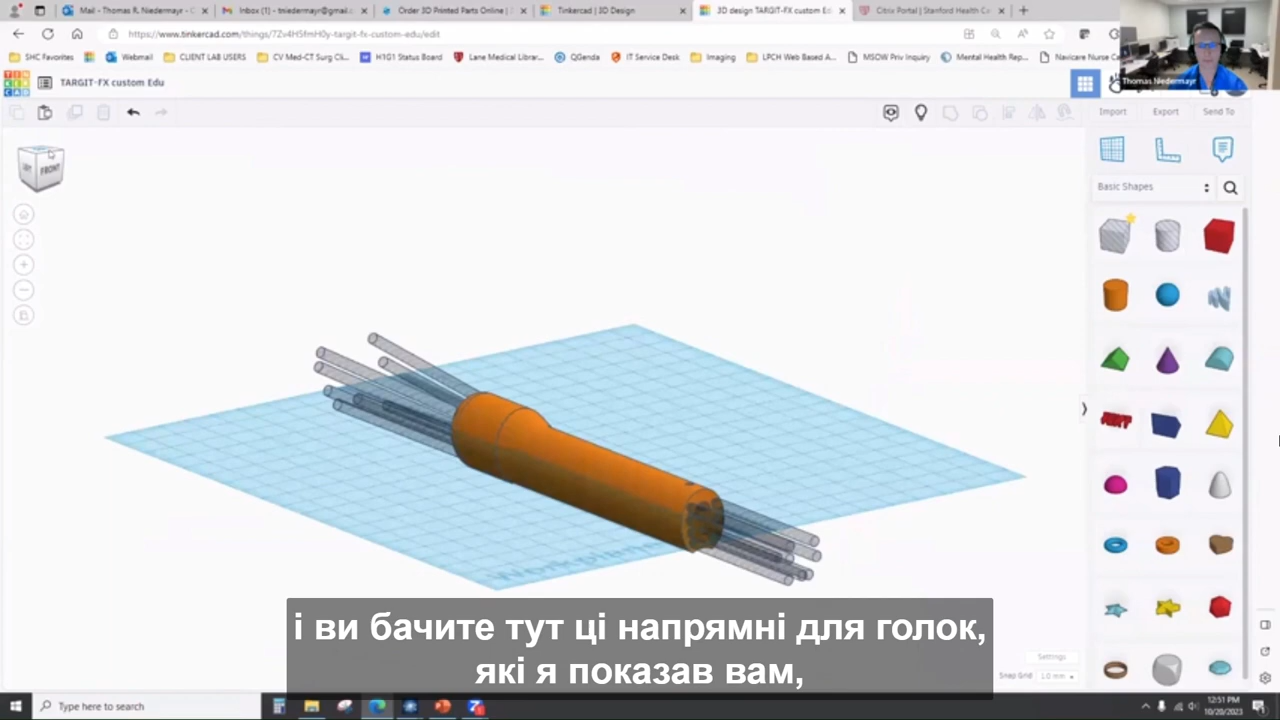 Mail - Thomas R. Niedermayr - O
Inbox (1) - tniedermayr@gmail.c
Order 3D Printed Parts Online |
Tinkercad | 3D Design
3D design TARGIT-FX custom Ed
Citrix Portal | Stanford Health Ca
https://www.tinkercad.com/things/7Zv4H5fmH0y-targit-fx-custom-edu/edit
SHC Favorites
Webmail
CLIENT LAB USERS
CV Med-CT Surg Cl...
H1G1 Status Board
Lane Medical Librar...
QGenda
IT Service Desk
Imaging
LPCH Web Based A...
MSOW Priv Inquiry
Mental Health Rep...
Navicare Nurse Ca
Thomas Niedermayr
TARGIT-FX custom Edu
Import
Export
Send To
Basic Shapes
FRONT
Workplane
TEXT
Settings
Snap Grid 1.0 mm
і ви бачите тут ці напрямні для голок,
які я показав вам,
Type here to search
12:51 PM
10/20/2023